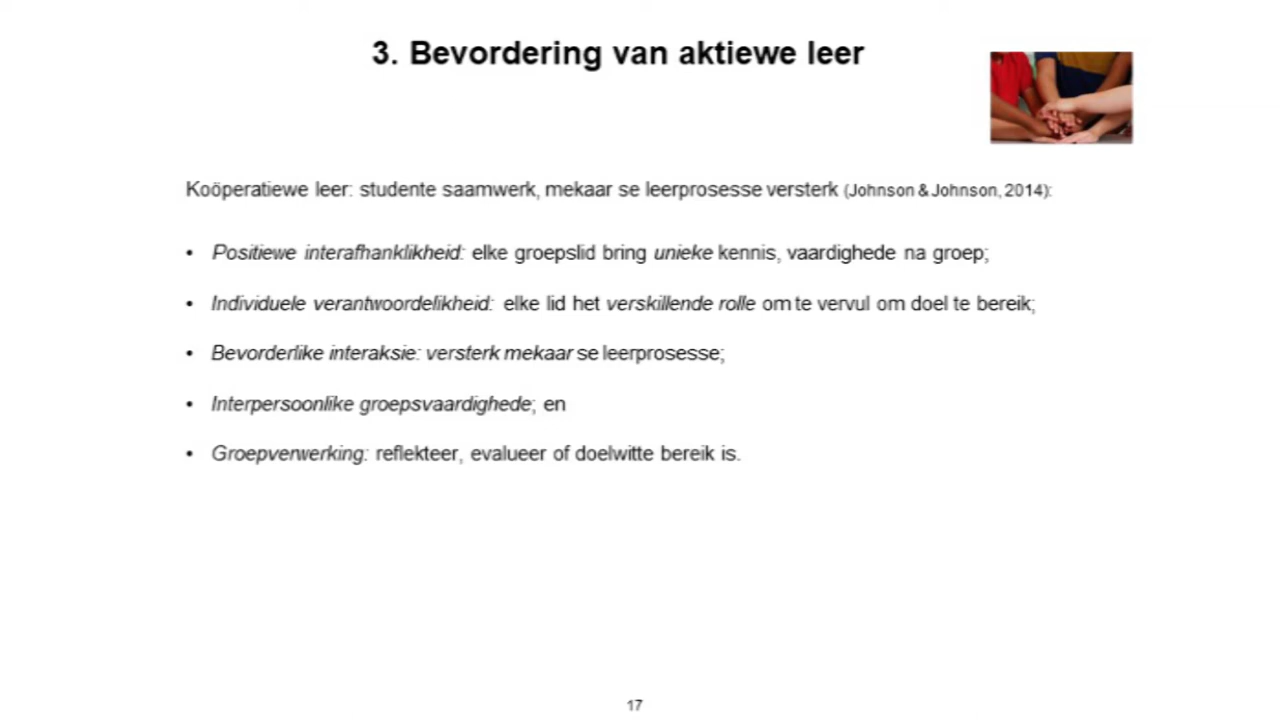 3. Bevordering van aktiewe leer
Koöperatiewe leer: studente saamwerk, mekaar se leerprosesse versterk (Johnson & Johnson, 2014):
• Positiewe interafhanklikheid: elke groepslid bring unieke kennis, vaardighede na groep;
• Individuele verantwoordelikheid: elke lid het verskillende rolle om te vervul om doel te bereik;
• Bevorderlike interaksie: versterk mekaar se leerprosesse;
• Interpersoonlike groepsvaardighede; en
• Groepverwerking: reflekteer, evalueer of doelwitte bereik is.
17